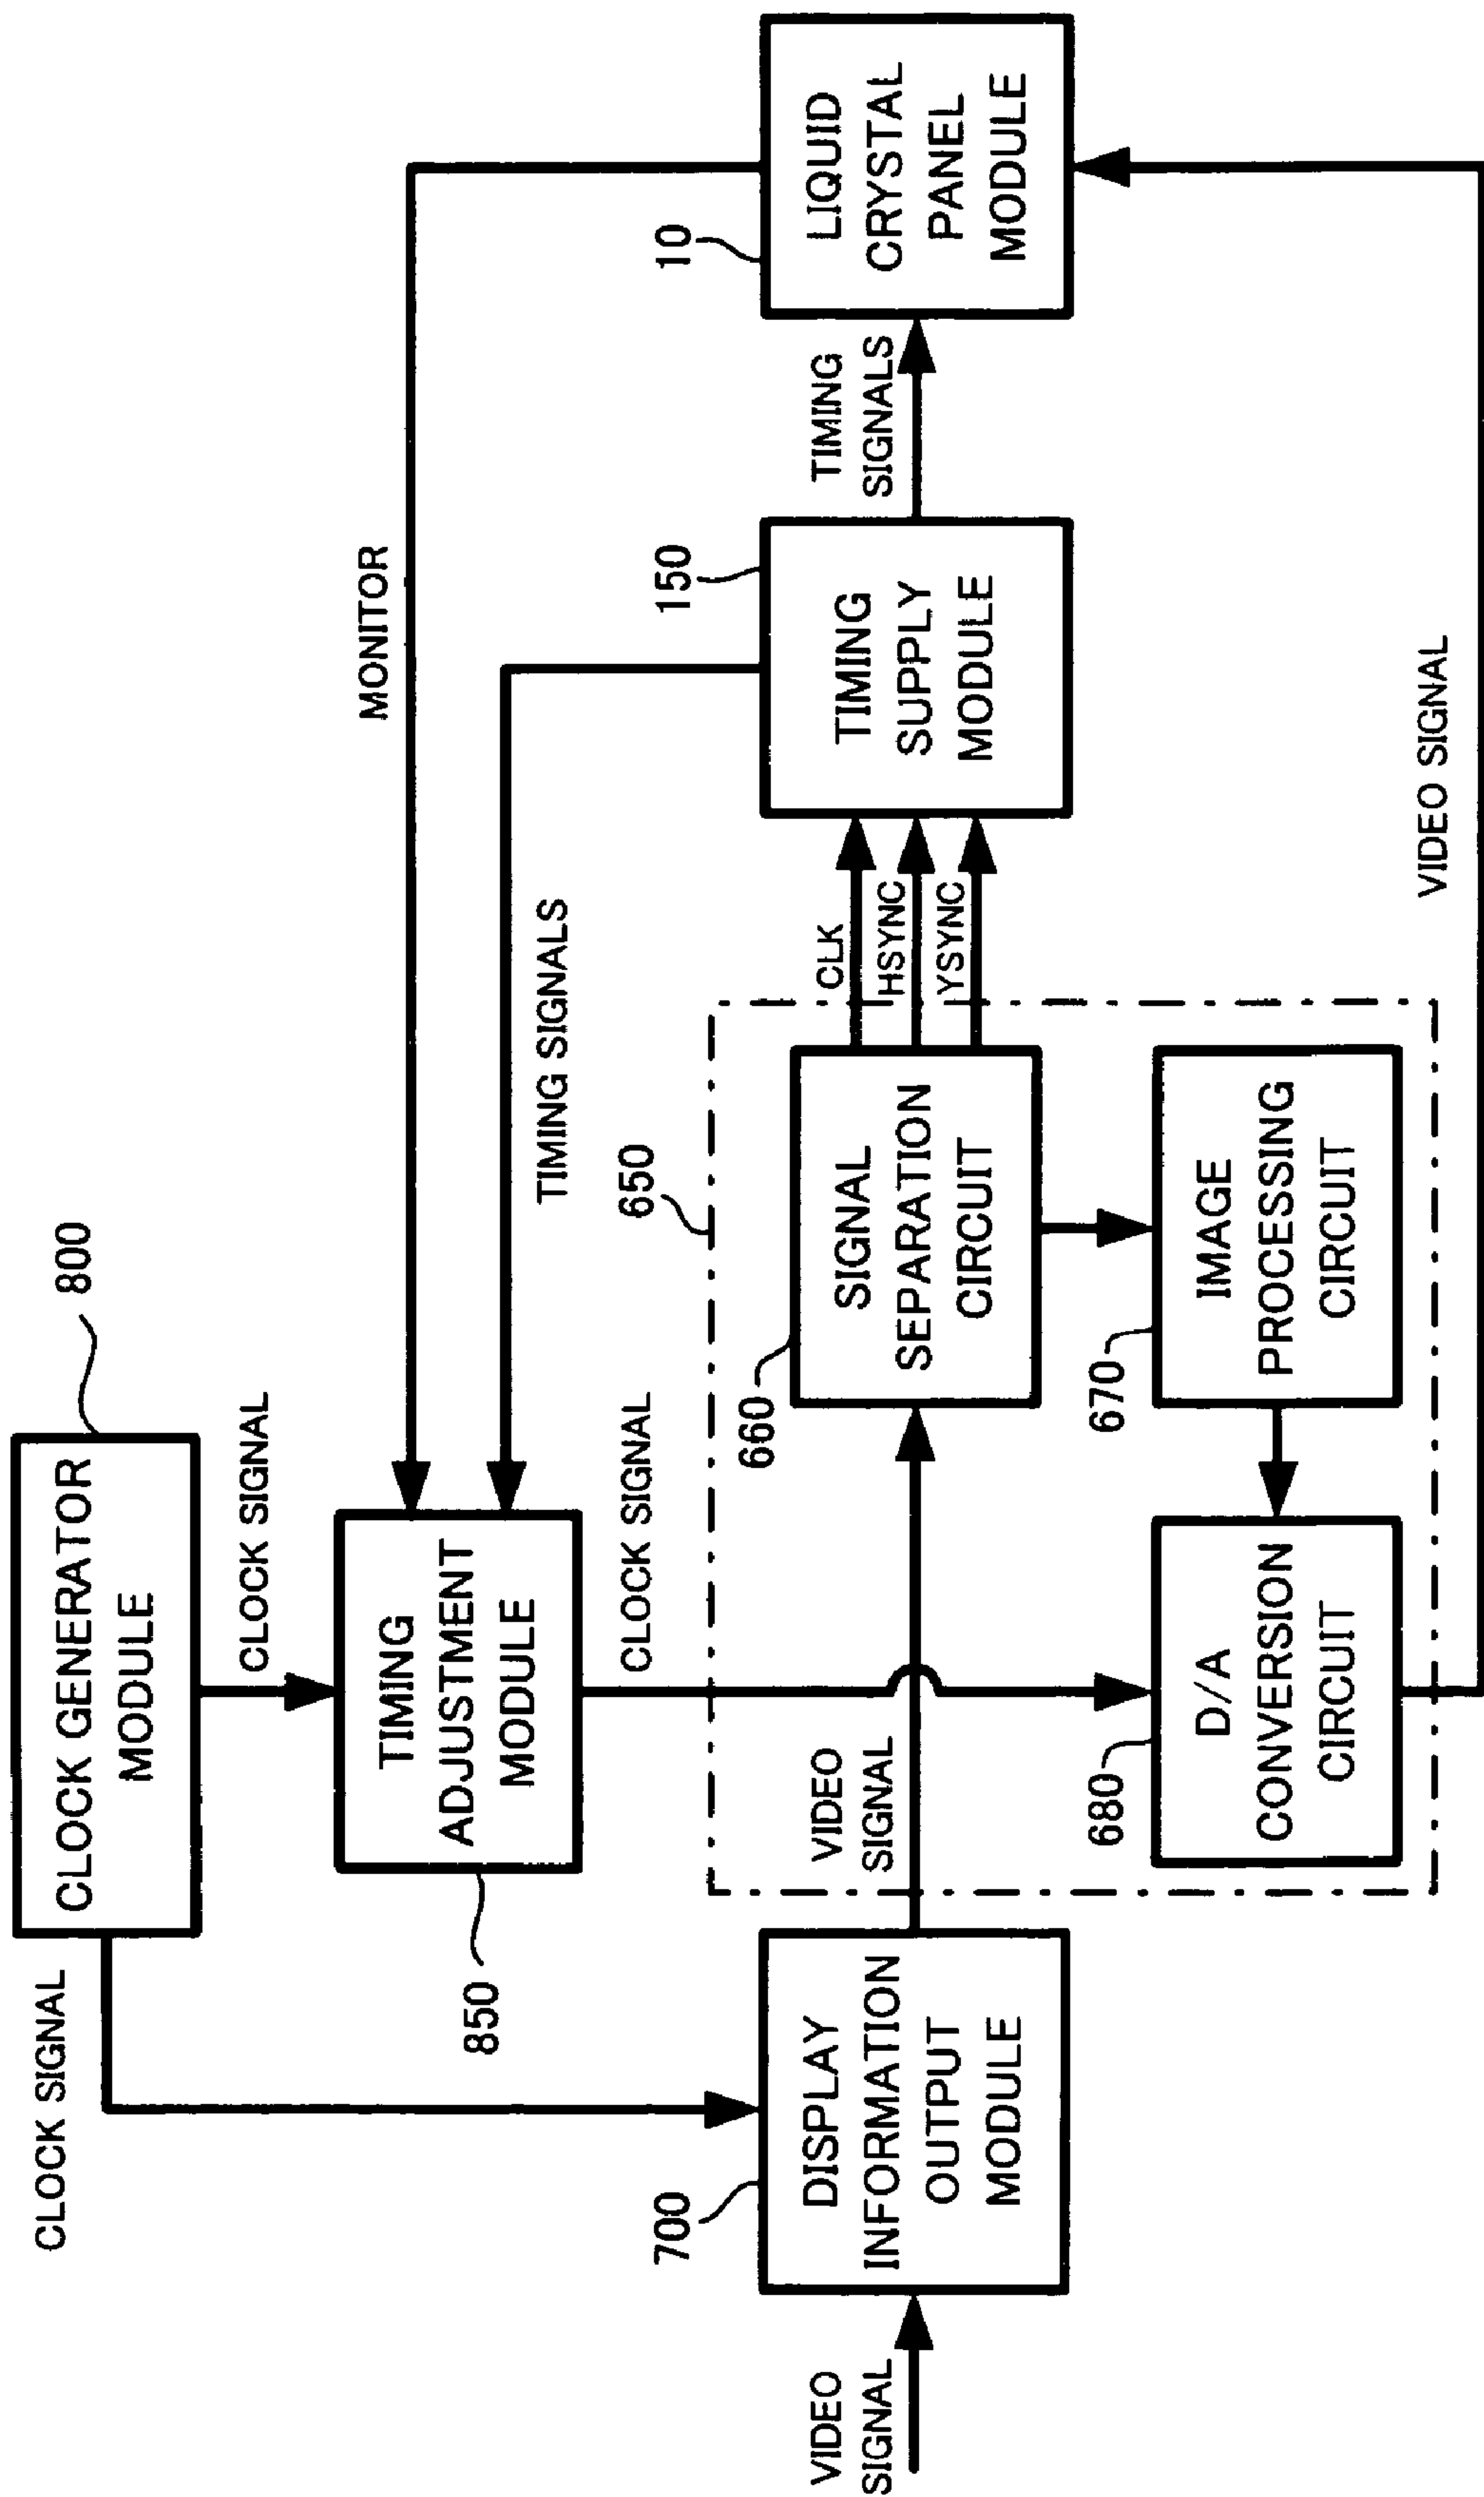 800
CLOCK SIGNAL
CLOCK GENERATOR
MODULE
CLOCK SIGNAL
MONITOR
TIMING
ADJUSTMENT
MODULE
850
TIMING SIGNALS
CLOCK SIGNAL
650
700
150
10
VIDEO
SIGNAL
DISPLAY
INFORMATION
OUTPUT
MODULE
VIDEO
SIGNAL
660
SIGNAL
SEPARATION
CIRCUIT
CLK
HSYNC
YSYNC
TIMING
SUPPLY
MODULE
TIMING
SIGNALS
LIQUID
CRYSTAL
PANEL
MODULE
680
D/A
CONVERSION
CIRCUIT
670
IMAGE
PROCESSING
CIRCUIT
VIDEO SIGNAL